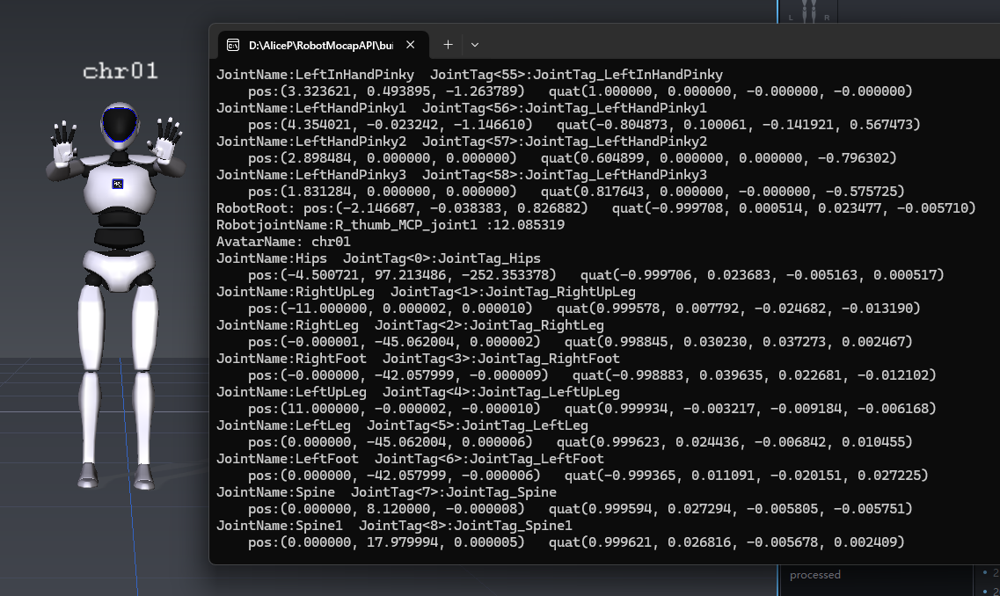 L R
D:\AliceP\RobotMocapAPI\bui
chr01
JointName:LeftInHandPinky  JointTag<55>:JointTag_LeftInHandPinky
pos:(3.323621, 0.493895, -1.263789)   quat(1.000000, 0.000000, -0.000000, -0.000000)
JointName:LeftHandPinky1  JointTag<56>:JointTag_LeftHandPinky1
pos:(4.354021, -0.023242, -1.146610)   quat(-0.804873, 0.100061, -0.141921, 0.567473)
JointName:LeftHandPinky2  JointTag<57>:JointTag_LeftHandPinky2
pos:(2.898484, 0.000000, 0.000000)   quat(0.604899, 0.000000, 0.000000, -0.796302)
JointName:LeftHandPinky3  JointTag<58>:JointTag_LeftHandPinky3
pos:(1.831284, 0.000000, 0.000000)   quat(0.817643, 0.000000, -0.000000, -0.575725)
RobotRoot: pos:(-2.146687, -0.038383, 0.826882)   quat(-0.999708, 0.000514, 0.023477, -0.005710)
RobotjointName:R_thumb_MCP_joint1 :12.085319
AvatarName: chr01
JointName:Hips  JointTag<0>:JointTag_Hips
pos:(-4.500721, 97.213486, -252.353378)   quat(-0.999706, 0.023683, -0.005163, 0.000517)
JointName:RightUpLeg  JointTag<1>:JointTag_RightUpLeg
pos:(-11.000000, 0.000002, 0.000010)   quat(0.999578, 0.007792, -0.024682, -0.013190)
JointName:RightLeg  JointTag<2>:JointTag_RightLeg
pos:(-0.000001, -45.062004, 0.000002)   quat(0.998845, 0.030230, 0.037273, 0.002467)
JointName:RightFoot  JointTag<3>:JointTag_RightFoot
pos:(-0.000000, -42.057999, -0.000009)   quat(-0.998883, 0.039635, 0.022681, -0.012102)
JointName:LeftUpLeg  JointTag<4>:JointTag_LeftUpLeg
pos:(11.000000, -0.000002, -0.000010)   quat(0.999934, -0.003217, -0.009184, -0.006168)
JointName:LeftLeg  JointTag<5>:JointTag_LeftLeg
pos:(0.000000, -45.062004, 0.000006)   quat(0.999623, 0.024436, -0.006842, 0.010455)
JointName:LeftFoot  JointTag<6>:JointTag_LeftFoot
pos:(0.000000, -42.057999, -0.000006)   quat(-0.999365, 0.011091, -0.020151, 0.027225)
JointName:Spine  JointTag<7>:JointTag_Spine
pos:(0.000000, 8.120000, -0.000008)   quat(0.999594, 0.027294, -0.005805, -0.005751)
JointName:Spine1  JointTag<8>:JointTag_Spine1
pos:(0.000000, 17.979994, 0.000005)   quat(0.999621, 0.026816, -0.005678, 0.002409)
processed